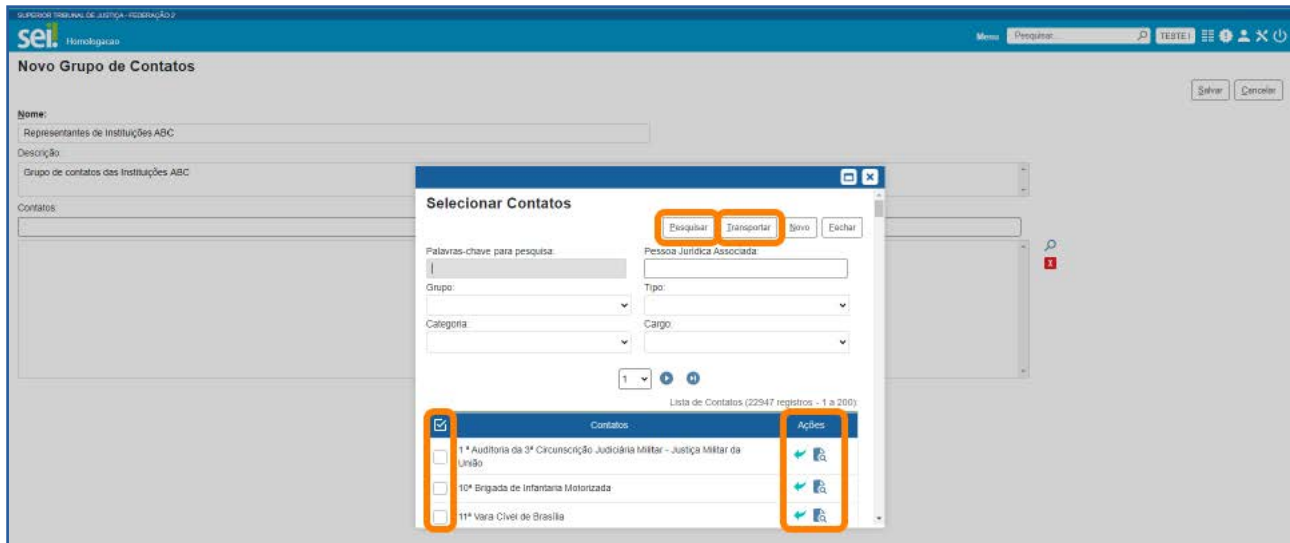 SUPERIOR TRIBUNAL DE JUSTIÇA - FEDERAÇÃO 2
sei. Homologacao
Menu Pesquisar... TESTE I
Novo Grupo de Contatos
Salvar Cancelar
Nome:
Representantes de Instituições ABC
Descrição:
Grupo de contatos das Instituições ABC
Contatos:
Selecionar Contatos
Pesquisar Transportar Novo Fechar
Palavras-chave para pesquisa: Pessoa Jurídica Associada:
Grupo: Tipo:
Categoria: Cargo:
1
Lista de Contatos (22947 registros - 1 a 200):
Contatos Ações
1ª Auditoria da 3ª Circunscrição Judiciária Militar - Justiça Militar da
União
10ª Brigada de Infantaria Motorizada
11ª Vara Cível de Brasília